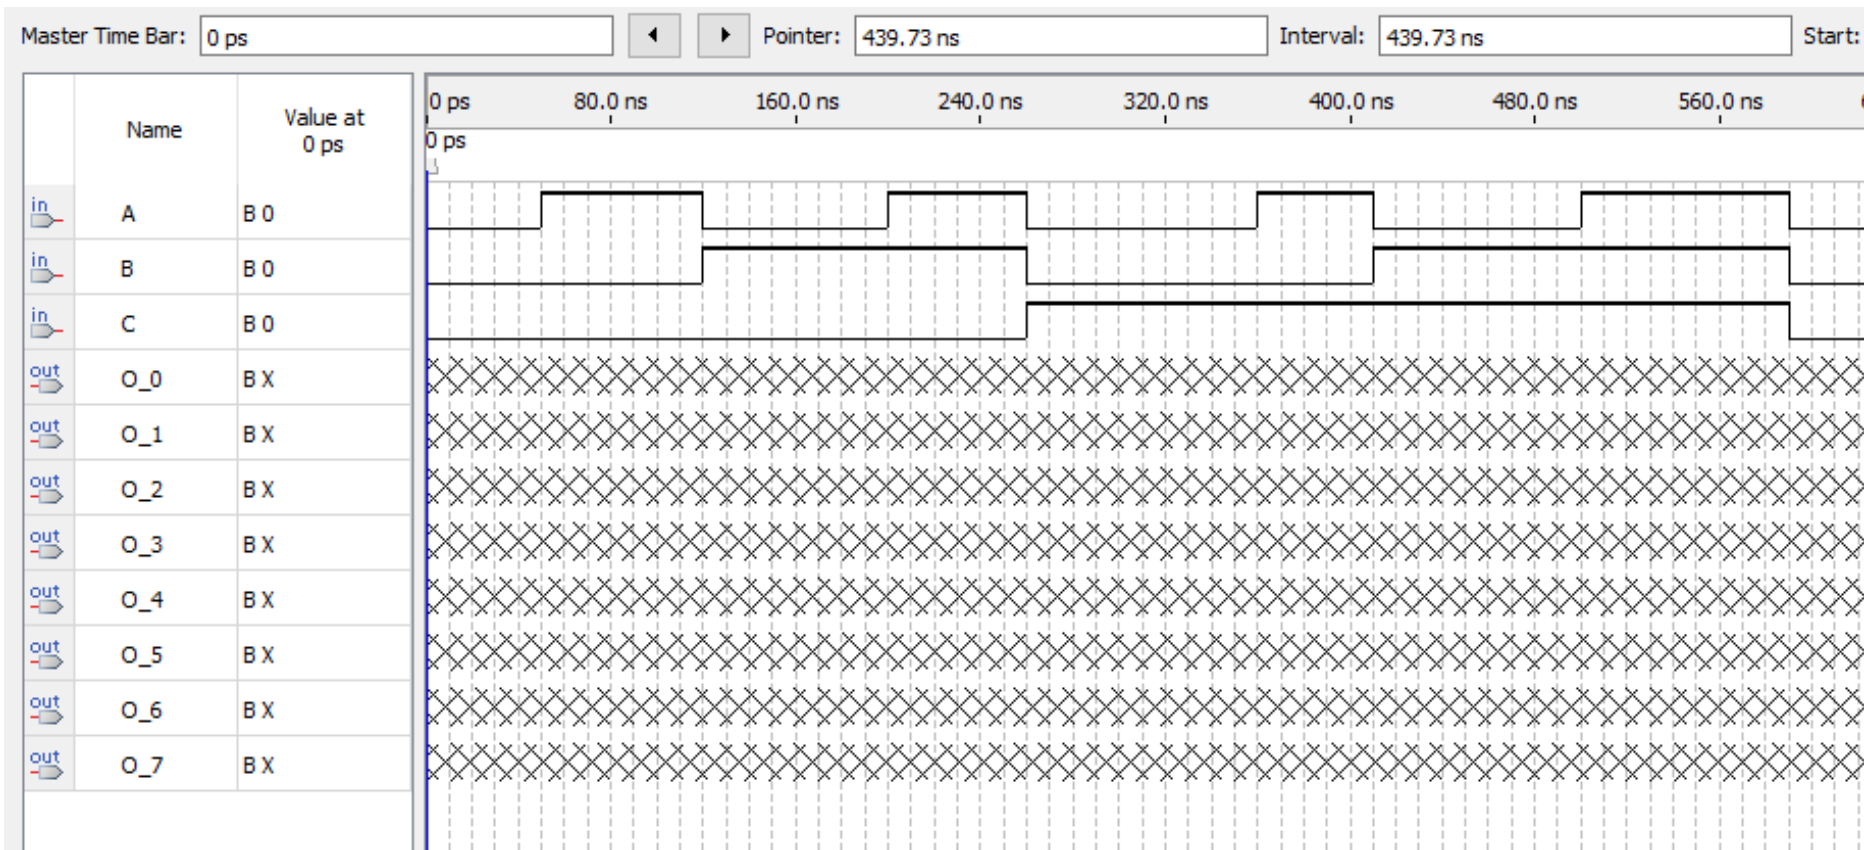 Master Time Bar: 0 ps Pointer: 439.73 ns Interval: 439.73 ns Start:
Name Value at 0 ps
0 ps 80.0 ns 160.0 ns 240.0 ns 320.0 ns 400.0 ns 480.0 ns 560.0 ns
0 ps
in A B 0
in B B 0
in C B 0
out O_0 B X
out O_1 B X
out O_2 B X
out O_3 B X
out O_4 B X
out O_5 B X
out O_6 B X
out O_7 B X